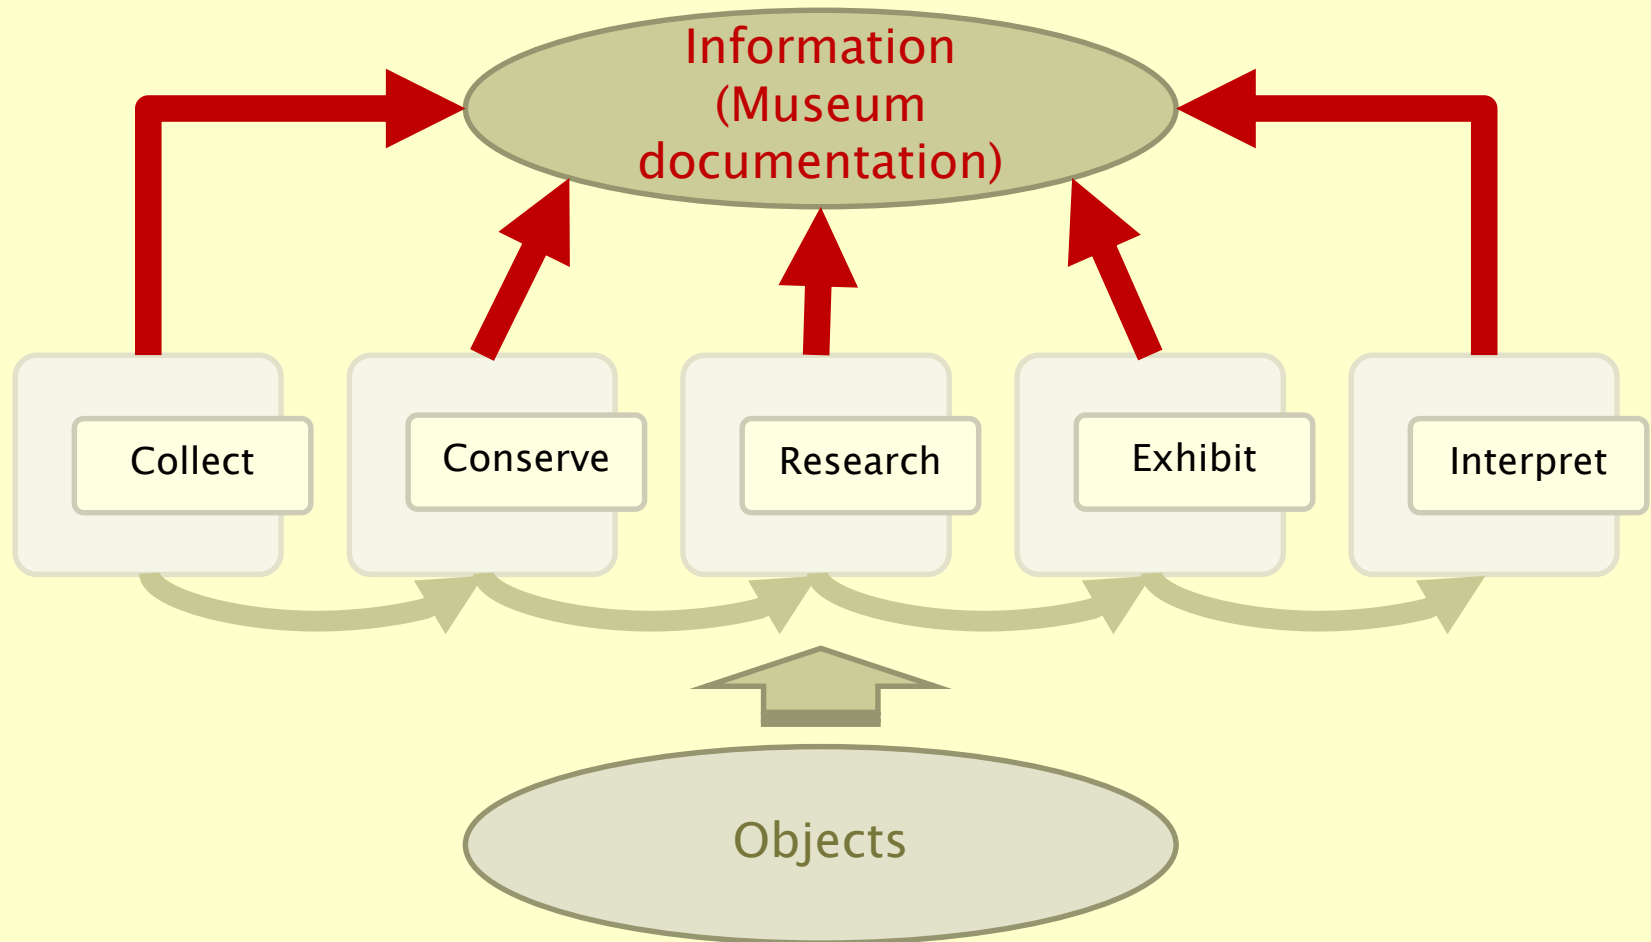 Information
(Museum
documentation)
Collect
Conserve
Research
Exhibit
Interpret
Objects